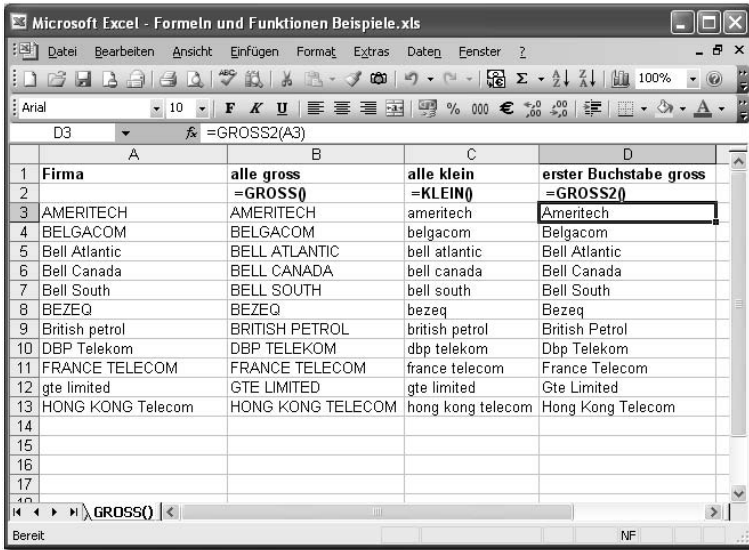 Microsoft Excel - Formeln und Funktionen Beispiele.xls
Datei Bearbeiten Ansicht Einfügen Format Extras Daten Fenster ?
100%
Arial 10 F K U % 000 €
D3 fx =GROSS2(A3)
A B C D
1 Firma alle gross alle klein erster Buchstabe gross
2 =GROSS() =KLEIN() =GROSS2()
3 AMERITECH AMERITECH ameritech Ameritech
4 BELGACOM BELGACOM belgacom Belgacom
5 Bell Atlantic BELL ATLANTIC bell atlantic Bell Atlantic
6 Bell Canada BELL CANADA bell canada Bell Canada
7 Bell South BELL SOUTH bell south Bell South
8 BEZEQ BEZEQ bezeq Bezeq
9 British petrol BRITISH PETROL british petrol British Petrol
10 DBP Telekom DBP TELEKOM dbp telekom Dbp Telekom
11 FRANCE TELECOM FRANCE TELECOM france telecom France Telecom
12 gte limited GTE LIMITED gte limited Gte Limited
13 HONG KONG Telecom HONG KONG TELECOM hong kong telecom Hong Kong Telecom
14
15
16
17
GROSS()
Bereit NF